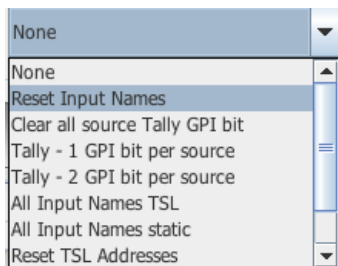 None
None
Reset Input Names
Clear all source Tally GPI bit
Tally - 1 GPI bit per source
Tally - 2 GPI bit per source
All Input Names TSL
All Input Names static
Reset TSL Addresses